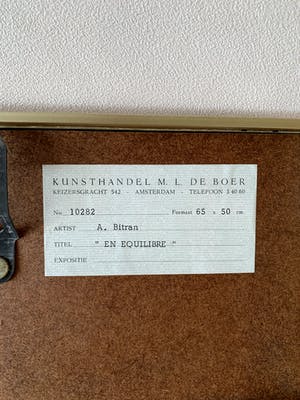 KUNSTHANDEL M. L. DE BOER
KEIZERSGRACHT 542 - AMSTERDAM - TELEFOON 3 40 60
No. 10282 Formaat 65 x 50 cm.
ARTIST A. Bitran
TITEL " EN EQUILIBRE "
EXPOSITIE